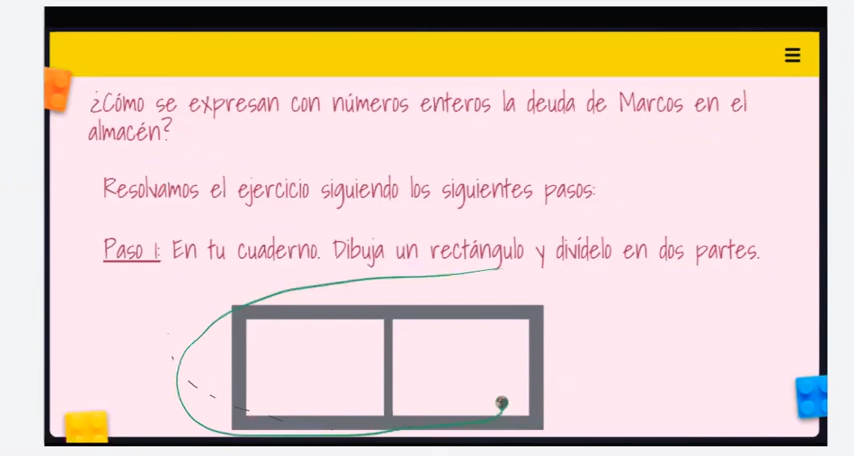 ¿Cómo se expresan con números enteros la deuda de Marcos en el
almacén?
Resolvamos el ejercicio siguiendo los siguientes pasos:
Paso 1: En tu cuaderno. Dibuja un rectángulo y divídelo en dos partes.